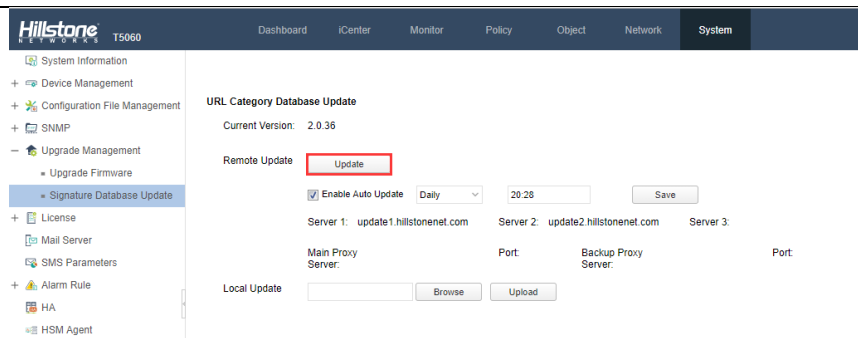 Hillstone NETWORKS T5060 Dashboard iCenter Monitor Policy Object Network System
System Information
Device Management
Configuration File Management
SNMP
Upgrade Management
Upgrade Firmware
Signature Database Update
License
Mail Server
SMS Parameters
Alarm Rule
HA
HSM Agent
URL Category Database Update
Current Version: 2.0.36
Remote Update Update
Enable Auto Update Daily 20:28 Save
Server 1: update1.hillstonenet.com Server 2: update2.hillstonenet.com Server 3:
Main Proxy Server: Port: Backup Proxy Server: Port:
Local Update Browse Upload